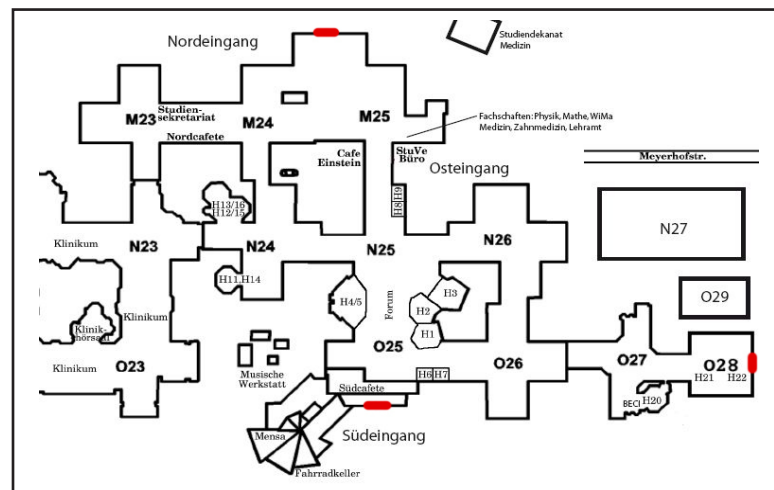 Nordeingang
Studiendekanat
Medizin
M23
Studien-
sekretariat
M24
M25
Nordcafete
Fachschaften: Physik, Mathe, WiMa
Medizin, Zahnmedizin, Lehramt
Cafe
Einstein
StuVe
Büro
Osteingang
Meyerhofstr.
H13/16
H12/15
H8
H9
Klinikum
N23
N24
N25
N26
N27
H11,H14
H4/5
Forum
H3
H2
H1
O29
Klinikum
Klinik-
hörsaal
Klinikum
O23
Musische
Werkstatt
O25
O26
O27
O28
H21
H22
H6
H7
Südcafete
BECI
H20
Mensa
Südeingang
Fahrradkeller